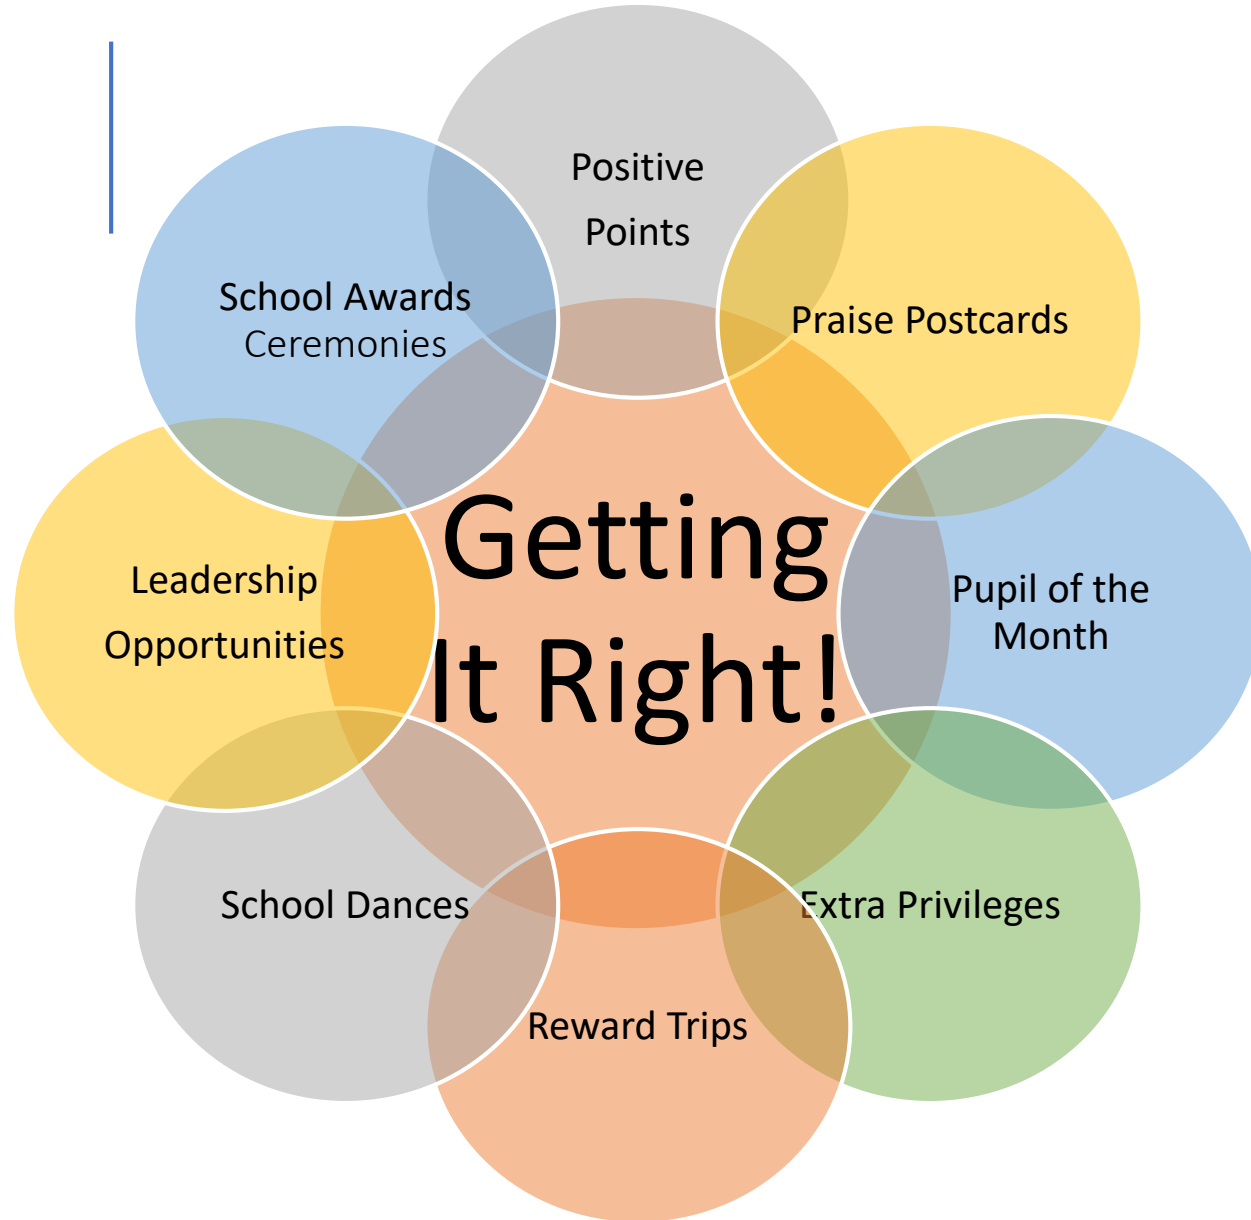 Positive
Points
Praise Postcards
Pupil of the
Month
Extra Privileges
Reward Trips
School Dances
Leadership
Opportunities
School Awards
Ceremonies
Getting
It Right!